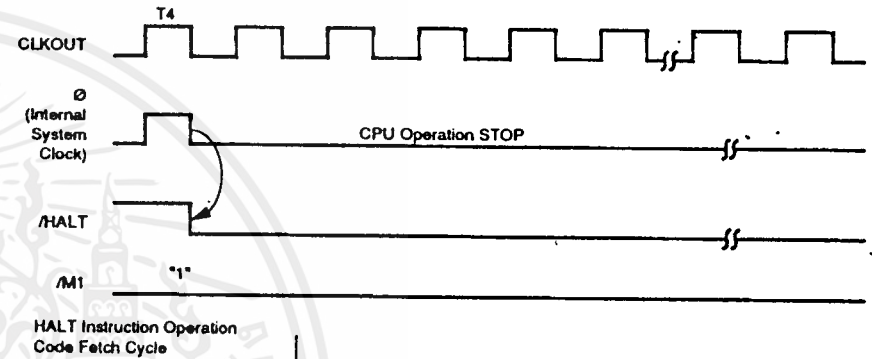 T4
CLKOUT
Ø
(Internal
System
Clock)
CPU Operation STOP
/HALT
/M1
"1"
HALT Instruction Operation
Code Fetch Cycle